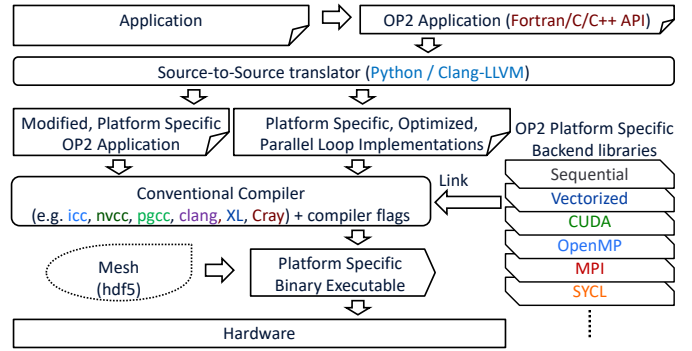 Application
OP2 Application (Fortran/C/C++ API)
Source-to-Source translator (Python / Clang-LLVM)
Modified, Platform Specific
OP2 Application
Platform Specific, Optimized,
Parallel Loop Implementations
OP2 Platform Specific
Backend libraries
Sequential
Vectorized
CUDA
OpenMP
MPI
SYCL
Link
Conventional Compiler
(e.g. icc, nvcc, pgcc, clang, XL, Cray) + compiler flags
Mesh
(hdf5)
Platform Specific
Binary Executable
Hardware